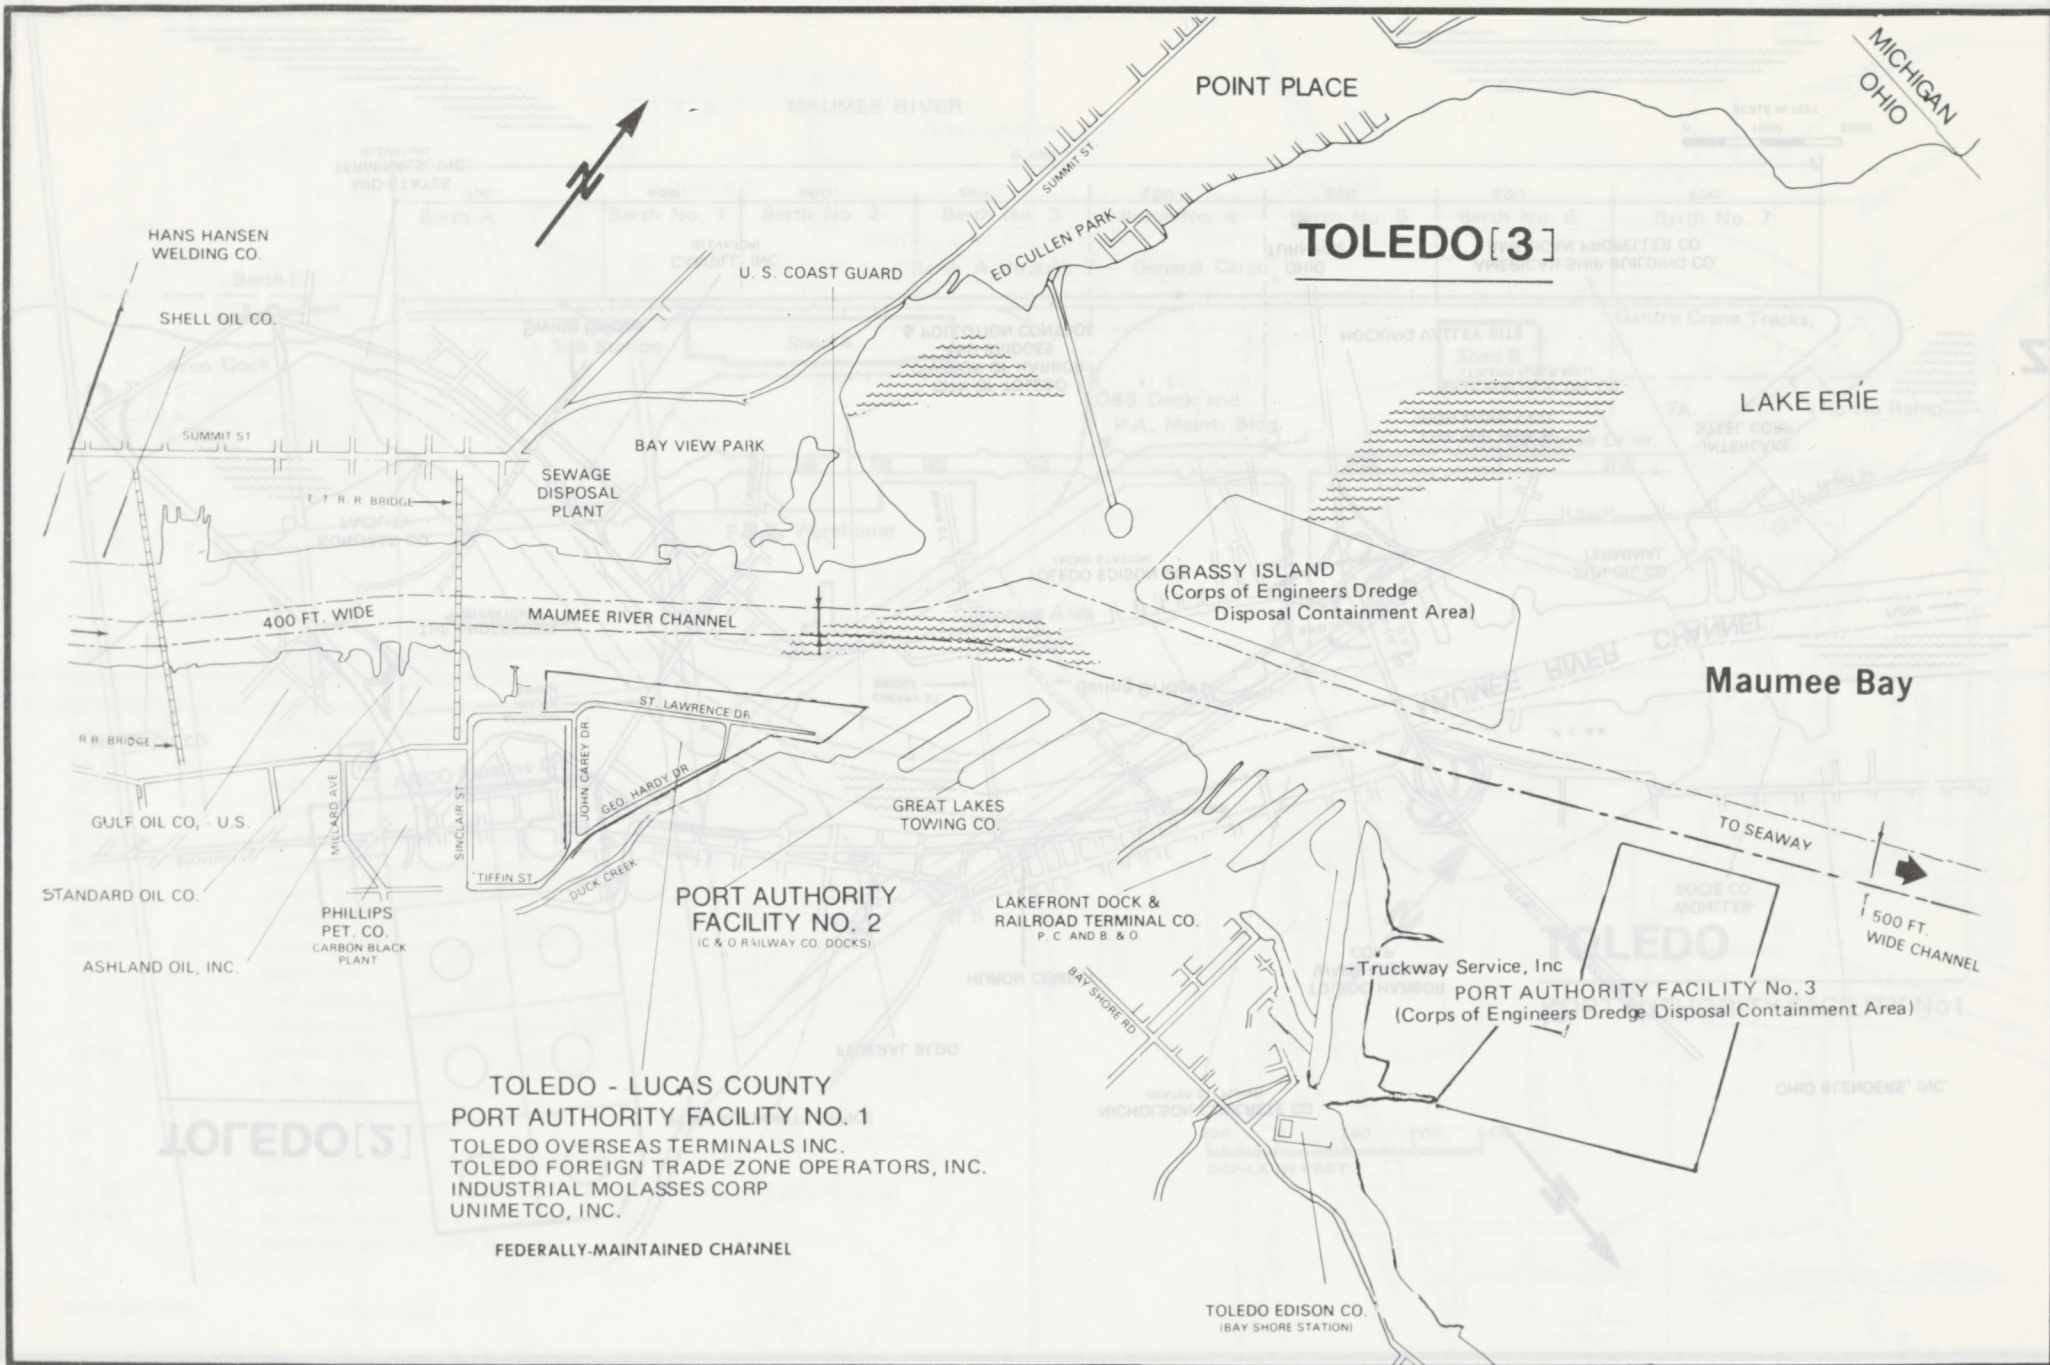 MICHIGAN
OHIO
POINT PLACE
SUMMIT ST.
ED CULLEN PARK
TOLEDO[3]
HANS HANSEN
WELDING CO.
U. S. COAST GUARD
SHELL OIL CO.
LAKE ERIE
SUMMIT ST
BAY VIEW PARK
SEWAGE
DISPOSAL
PLANT
T T R R BRIDGE
GRASSY ISLAND
(Corps of Engineers Dredge
Disposal Containment Area)
400 FT. WIDE
MAUMEE RIVER CHANNEL
Maumee Bay
ST. LAWRENCE DR
R R. BRIDGE
JOHN CAREY DR.
GEO. HARDY DR.
MILLARD AVE
SINCLAIR ST
GULF OIL CO, - U.S.
GREAT LAKES
TOWING CO.
TO SEAWAY
TIFFIN ST.
DUCK CREEK
STANDARD OIL CO.
PORT AUTHORITY
FACILITY NO. 2
(C & O RAILWAY CO. DOCKS)
LAKEFRONT DOCK &
RAILROAD TERMINAL CO.
P. C AND B. & O.
PHILLIPS
PET. CO.
CARBON BLACK
PLANT
500 FT.
WIDE CHANNEL
ASHLAND OIL, INC.
BAY SHORE RD.
-Truckway Service, Inc
PORT AUTHORITY FACILITY No. 3
(Corps of Engineers Dredge Disposal Containment Area)
TOLEDO - LUCAS COUNTY
PORT AUTHORITY FACILITY NO. 1
TOLEDO OVERSEAS TERMINALS INC.
TOLEDO FOREIGN TRADE ZONE OPERATORS, INC.
INDUSTRIAL MOLASSES CORP
UNIMETCO, INC.
FEDERALLY-MAINTAINED CHANNEL
TOLEDO EDISON CO.
(BAY SHORE STATION)